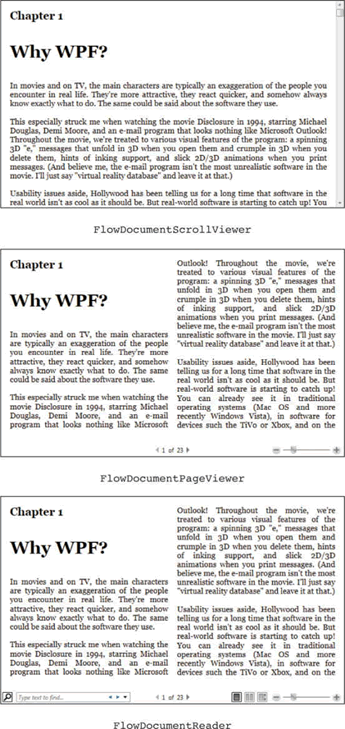 Chapter 1
Why WPF?
In movies and on TV, the main characters are typically an exaggeration of the people you
encounter in real life. They're more attractive, they react quicker, and somehow always
know exactly what to do. The same could be said about the software they use.
This especially struck me when watching the movie Disclosure in 1994, starring Michael
Douglas, Demi Moore, and an e-mail program that looks nothing like Microsoft Outlook!
Throughout the movie, we're treated to various visual features of the program: a spinning
3D "e," messages that unfold in 3D when you open them and crumple in 3D when you
delete them, hints of inking support, and slick 2D/3D animations when you print
messages. (And believe me, the e-mail program isn't the most unrealistic software in the
movie. I'll just say "virtual reality database" and leave it at that.)
Usability issues aside, Hollywood has been telling us for a long time that software in the
real world isn't as cool as it should be. But real-world software is starting to catch up! You
FlowDocumentScrollViewer
Chapter 1
Why WPF?
In movies and on TV, the main characters
are typically an exaggeration of the people
you encounter in real life. They're more
attractive, they react quicker, and somehow
always know exactly what to do. The same
could be said about the software they use.
This especially struck me when watching the
movie Disclosure in 1994, starring Michael
Douglas, Demi Moore, and an e-mail
program that looks nothing like Microsoft
Outlook! Throughout the movie, we're
treated to various visual features of the
program: a spinning 3D "e," messages that
unfold in 3D when you open them and
crumple in 3D when you delete them, hints
of inking support, and slick 2D/3D
animations when you print messages. (And
believe me, the e-mail program isn't the most
unrealistic software in the movie. I'll just say
"virtual reality database" and leave it at that.)
Usability issues aside, Hollywood has been
telling us for a long time that software in the
real world isn't as cool as it should be. But
real-world software is starting to catch up!
You can already see it in traditional
operating systems (Mac OS and more
recently Windows Vista), in software for
devices such the TiVo or Xbox, and on the
1 of 23
FlowDocumentPageViewer
Chapter 1
Why WPF?
In movies and on TV, the main characters
are typically an exaggeration of the people
you encounter in real life. They're more
attractive, they react quicker, and somehow
always know exactly what to do. The same
could be said about the software they use.
This especially struck me when watching the
movie Disclosure in 1994, starring Michael
Douglas, Demi Moore, and an e-mail
program that looks nothing like Microsoft
Outlook! Throughout the movie, we're
treated to various visual features of the
program: a spinning 3D "e," messages that
unfold in 3D when you open them and
crumple in 3D when you delete them, hints
of inking support, and slick 2D/3D
animations when you print messages. (And
believe me, the e-mail program isn't the most
unrealistic software in the movie. I'll just say
"virtual reality database" and leave it at that.)
Usability issues aside, Hollywood has been
telling us for a long time that software in the
real world isn't as cool as it should be. But
real-world software is starting to catch up!
You can already see it in traditional
operating systems (Mac OS and more
recently Windows Vista), in software for
devices such the TiVo or Xbox, and on the
Type text to find...
1 of 23
FlowDocumentReader